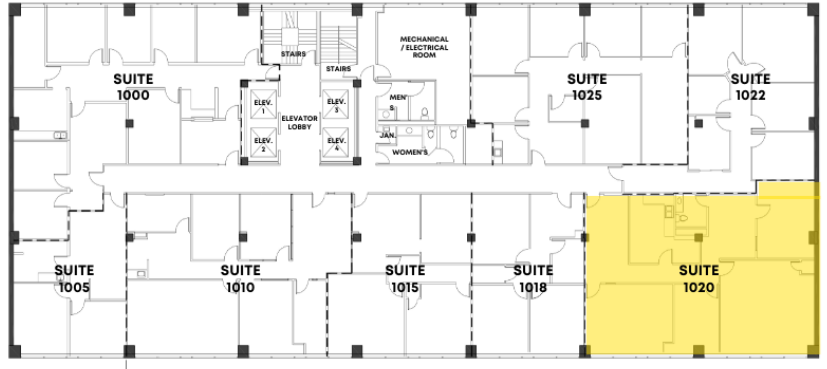 STAIRS
STAIRS
MECHANICAL
/ ELECTRICAL
ROOM
SUITE
1000
SUITE
1025
SUITE
1022
ELEV.
1
ELEV.
3
MEN'
S
ELEVATOR
LOBBY
ELEV.
2
ELEV.
4
JAN.
WOMEN'S
SUITE
1005
SUITE
1010
SUITE
1015
SUITE
1018
SUITE
1020